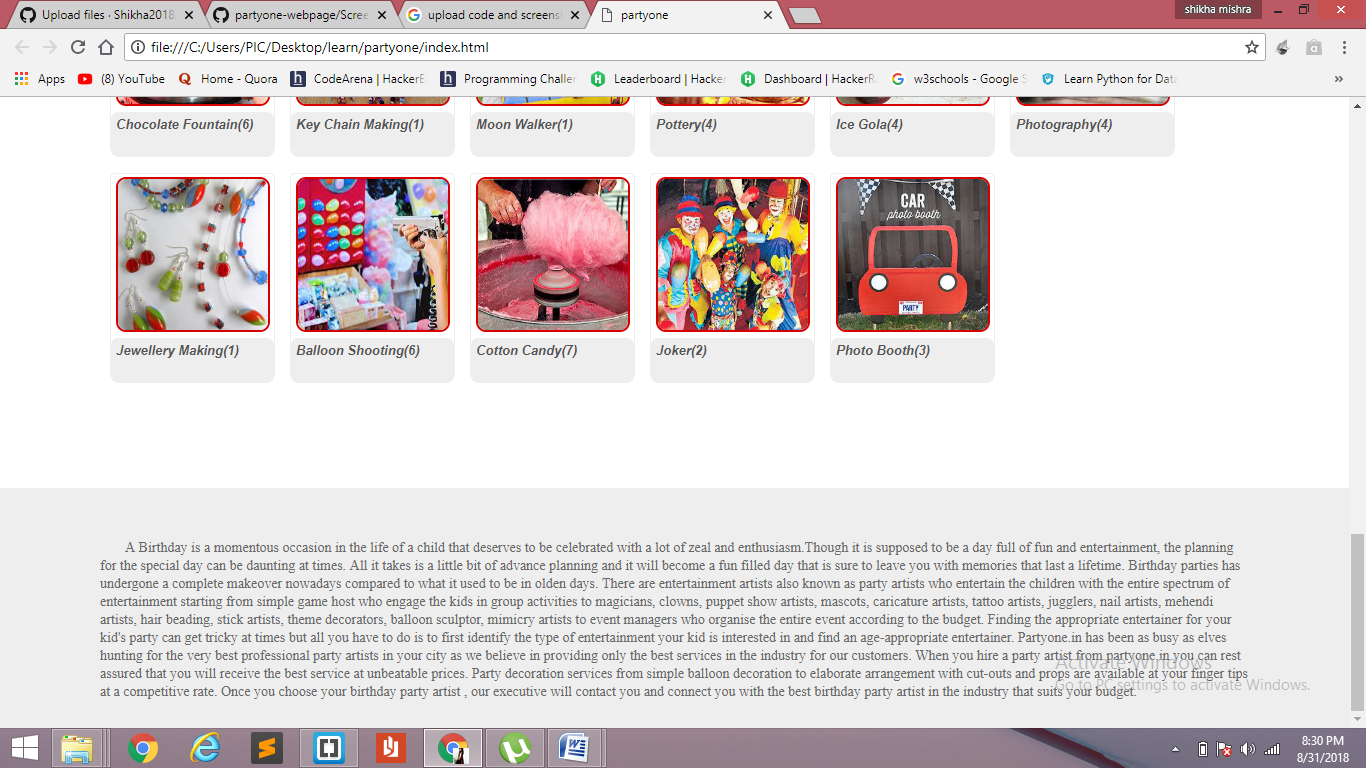 shikha mishra
Upload files · Shikha2018
partyone-webpage/Scree
upload code and screensh
partyone
file:///C:/Users/PIC/Desktop/learn/partyone/index.html
Apps (8) YouTube Home - Quora CodeArena | HackerE Programming Challen Leaderboard | Hacke Dashboard | HackerR w3schools - Google S Learn Python for Data »
Chocolate Fountain(6) Key Chain Making(1) Moon Walker(1) Pottery(4) Ice Gola(4) Photography(4)
CAR
photo booth
PARTY
Jewellery Making(1) Balloon Shooting(6) Cotton Candy(7) Joker(2) Photo Booth(3)
A Birthday is a momentous occasion in the life of a child that deserves to be celebrated with a lot of zeal and enthusiasm.Though it is supposed to be a day full of fun and entertainment, the planning
for the special day can be daunting at times. All it takes is a little bit of advance planning and it will become a fun filled day that is sure to leave you with memories that last a lifetime. Birthday parties has
undergone a complete makeover nowadays compared to what it used to be in olden days. There are entertainment artists also known as party artists who entertain the children with the entire spectrum of
entertainment starting from simple game host who engage the kids in group activities to magicians, clowns, puppet show artists, mascots, caricature artists, tattoo artists, jugglers, nail artists, mehendi
artists, hair beading, stick artists, theme decorators, balloon sculptor, mimicry artists to event managers who organise the entire event according to the budget. Finding the appropriate entertainer for your
kid's party can get tricky at times but all you have to do is to first identify the type of entertainment your kid is interested in and find an age-appropriate entertainer. Partyone.in has been as busy as elves
hunting for the very best professional party artists in your city as we believe in providing only the best services in the industry for our customers. When you hire a party artist from partyone.in you can rest
assured that you will receive the best service at unbeatable prices. Party decoration services from simple balloon decoration to elaborate arrangement with cut-outs and props are available at your finger tips
at a competitive rate. Once you choose your birthday party artist , our executive will contact you and connect you with the best birthday party artist in the industry that suits your budget.
Activate Windows
Go to PC settings to activate Windows.
8:30 PM
8/31/2018